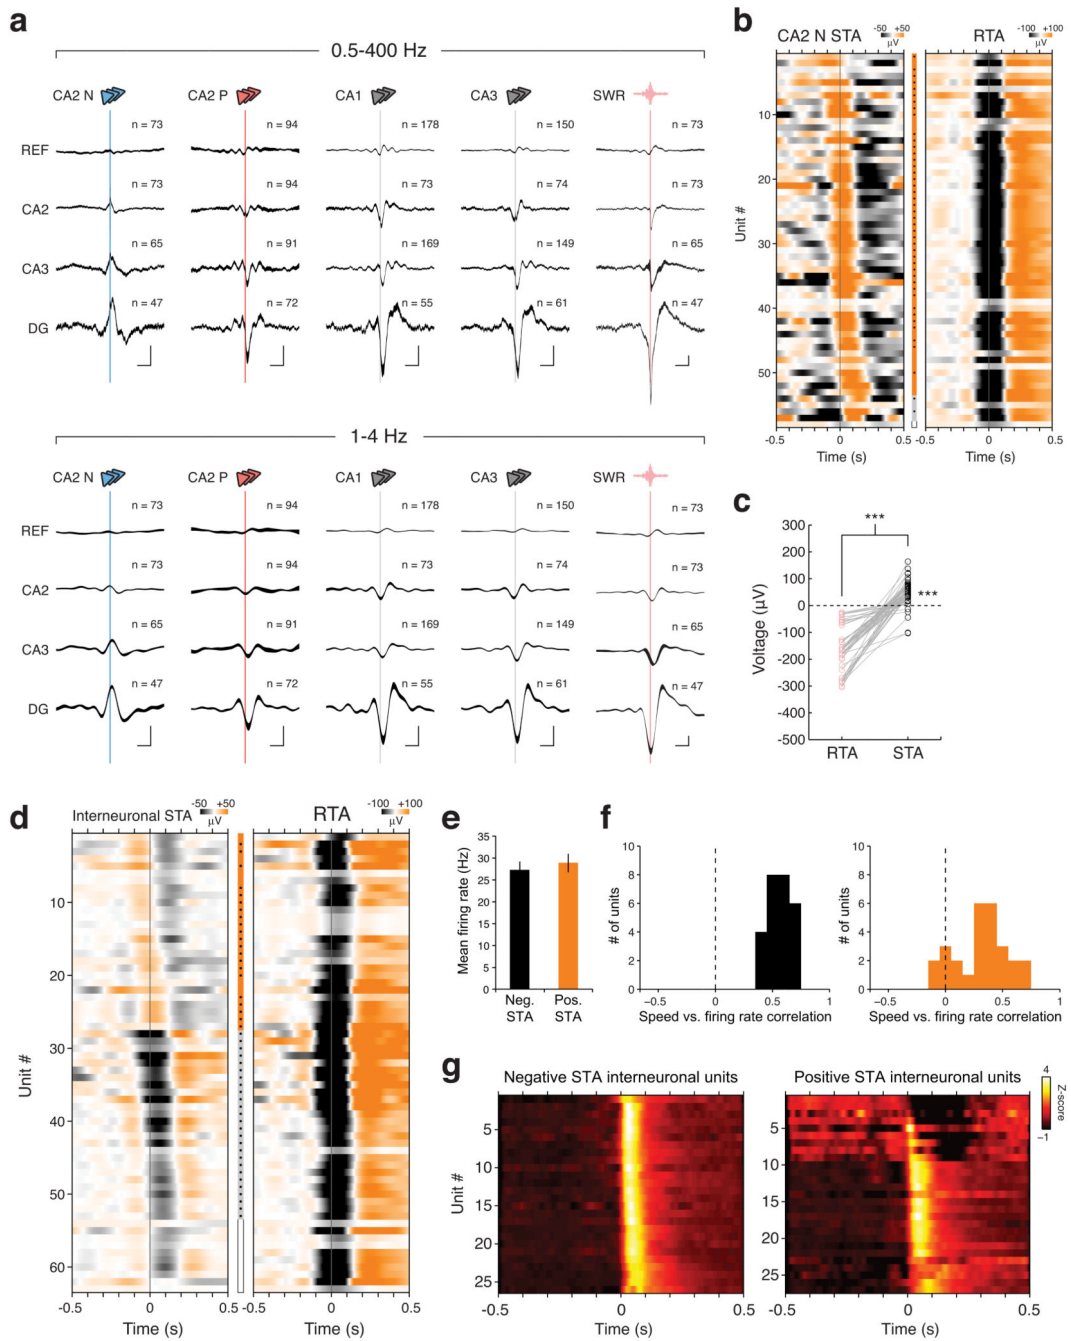 a
0.5-400 Hz
CA2 N CA2 P CA1 CA3 SWR
n = 73 n = 94 n = 178 n = 150 n = 73
REF
n = 73 n = 94 n = 73 n = 74 n = 73
CA2
n = 65 n = 91 n = 169 n = 149 n = 65
CA3
n = 47 n = 72 n = 55 n = 61 n = 47
DG
1-4 Hz
CA2 N CA2 P CA1 CA3 SWR
n = 73 n = 94 n = 178 n = 150 n = 73
REF
n = 73 n = 94 n = 73 n = 74 n = 73
CA2
n = 65 n = 91 n = 169 n = 149 n = 65
CA3
n = 47 n = 72 n = 55 n = 61 n = 47
DG
b
CA2 N STA
-50 +50
µV
RTA
-100 +100
µV
Unit #
10
20
30
40
50
-0.5 0 0.5 -0.5 0 0.5
Time (s) Time (s)
c
***
***
Voltage (µV)
300
200
100
0
-100
-200
-300
-400
-500
RTA STA
d
Interneuronal STA
-50 +50
µV
RTA
-100 +100
µV
Unit #
10
20
30
40
50
60
-0.5 0 0.5 -0.5 0 0.5
Time (s) Time (s)
e
Mean firing rate (Hz)
35
30
25
20
15
10
5
0
Neg. STA
Pos. STA
f
# of units
10
8
6
4
2
0
−0.5 0 0.5 1
Speed vs. firing rate correlation
# of units
10
8
6
4
2
0
−0.5 0 0.5 1
Speed vs. firing rate correlation
g
Negative STA interneuronal units
Unit #
5
10
15
20
25
-0.5 0 0.5
Time (s)
Positive STA interneuronal units
5
10
15
20
25
-0.5 0 0.5
Time (s)
4
Z-score
−1